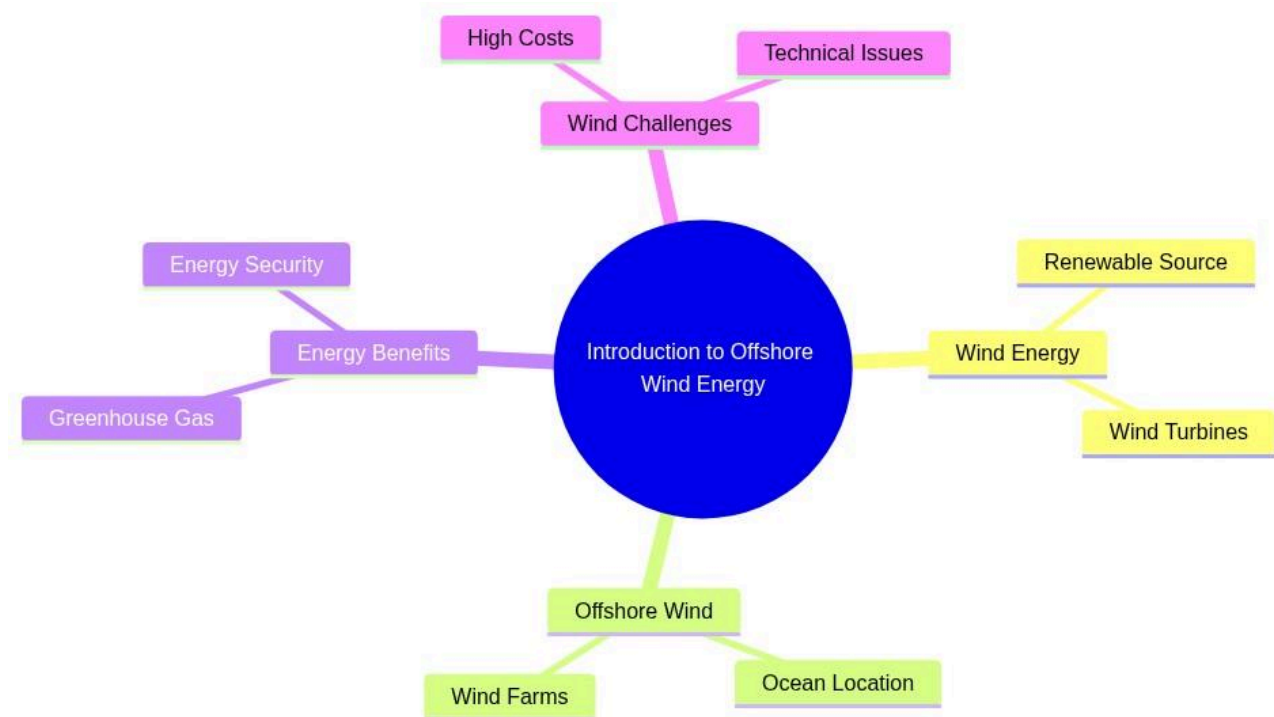 High Costs
Technical Issues
Wind Challenges
Energy Security
Renewable Source
Energy Benefits
Introduction to Offshore
Wind Energy
Wind Energy
Greenhouse Gas
Wind Turbines
Offshore Wind
Wind Farms
Ocean Location